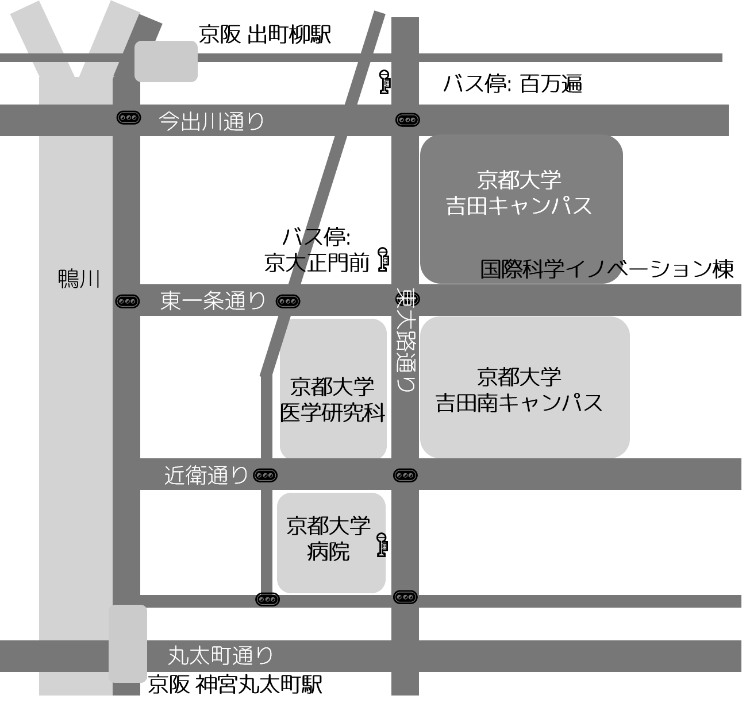 京阪 出町柳駅
バス停: 百万遍
今出川通り
京都大学
吉田キャンパス
バス停:
京大正門前
国際科学イノベーション棟
鴨川
東一条通り
東大路通り
京都大学
医学研究科
京都大学
吉田南キャンパス
近衛通り
京都大学
病院
丸太町通り
京阪 神宮丸太町駅